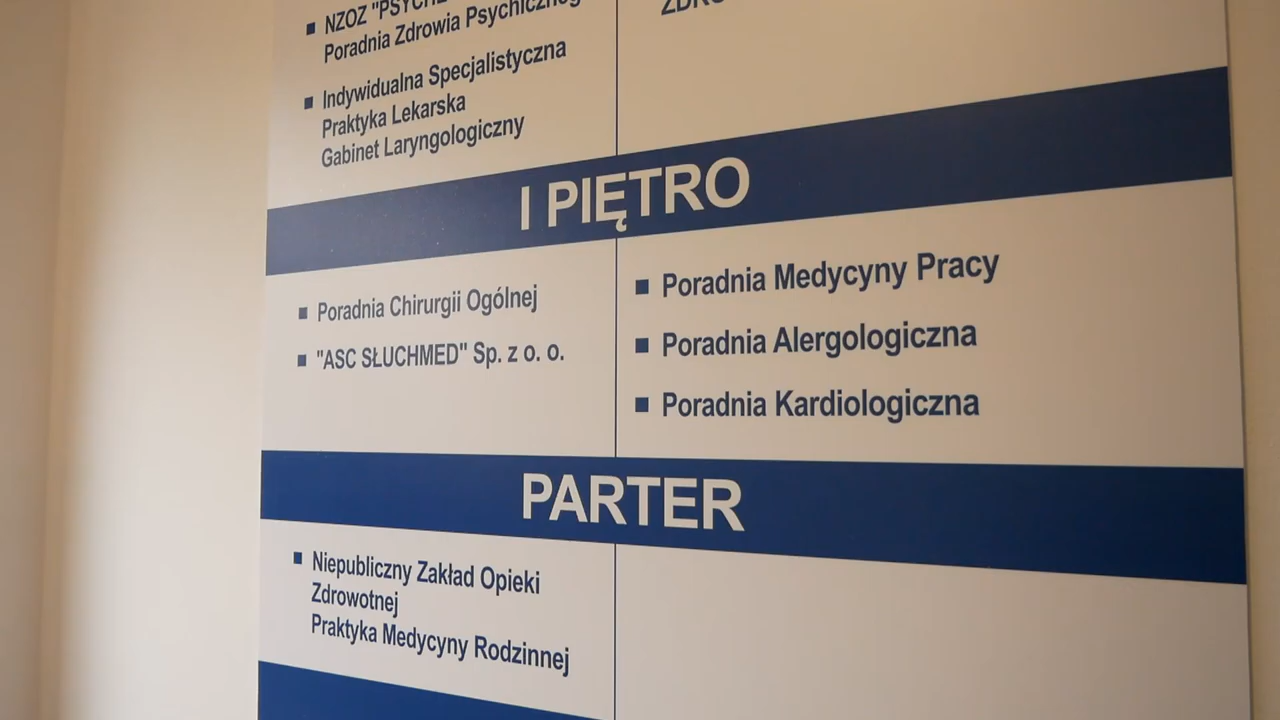 NZOZ
Poradnia Zdrowia
Indywidualna Specjalistyczna
Praktyka Lekarska
Gabinet Laryngologiczny
I PIĘTRO
Poradnia Chirurgii Ogólnej
"ASC SŁUCHMED" Sp. z o. o.
Poradnia Medycyny Pracy
Poradnia Alergologiczna
Poradnia Kardiologiczna
PARTER
Niepubliczny Zakład Opieki
Zdrowotnej
Praktyka Medycyny Rodzinnej